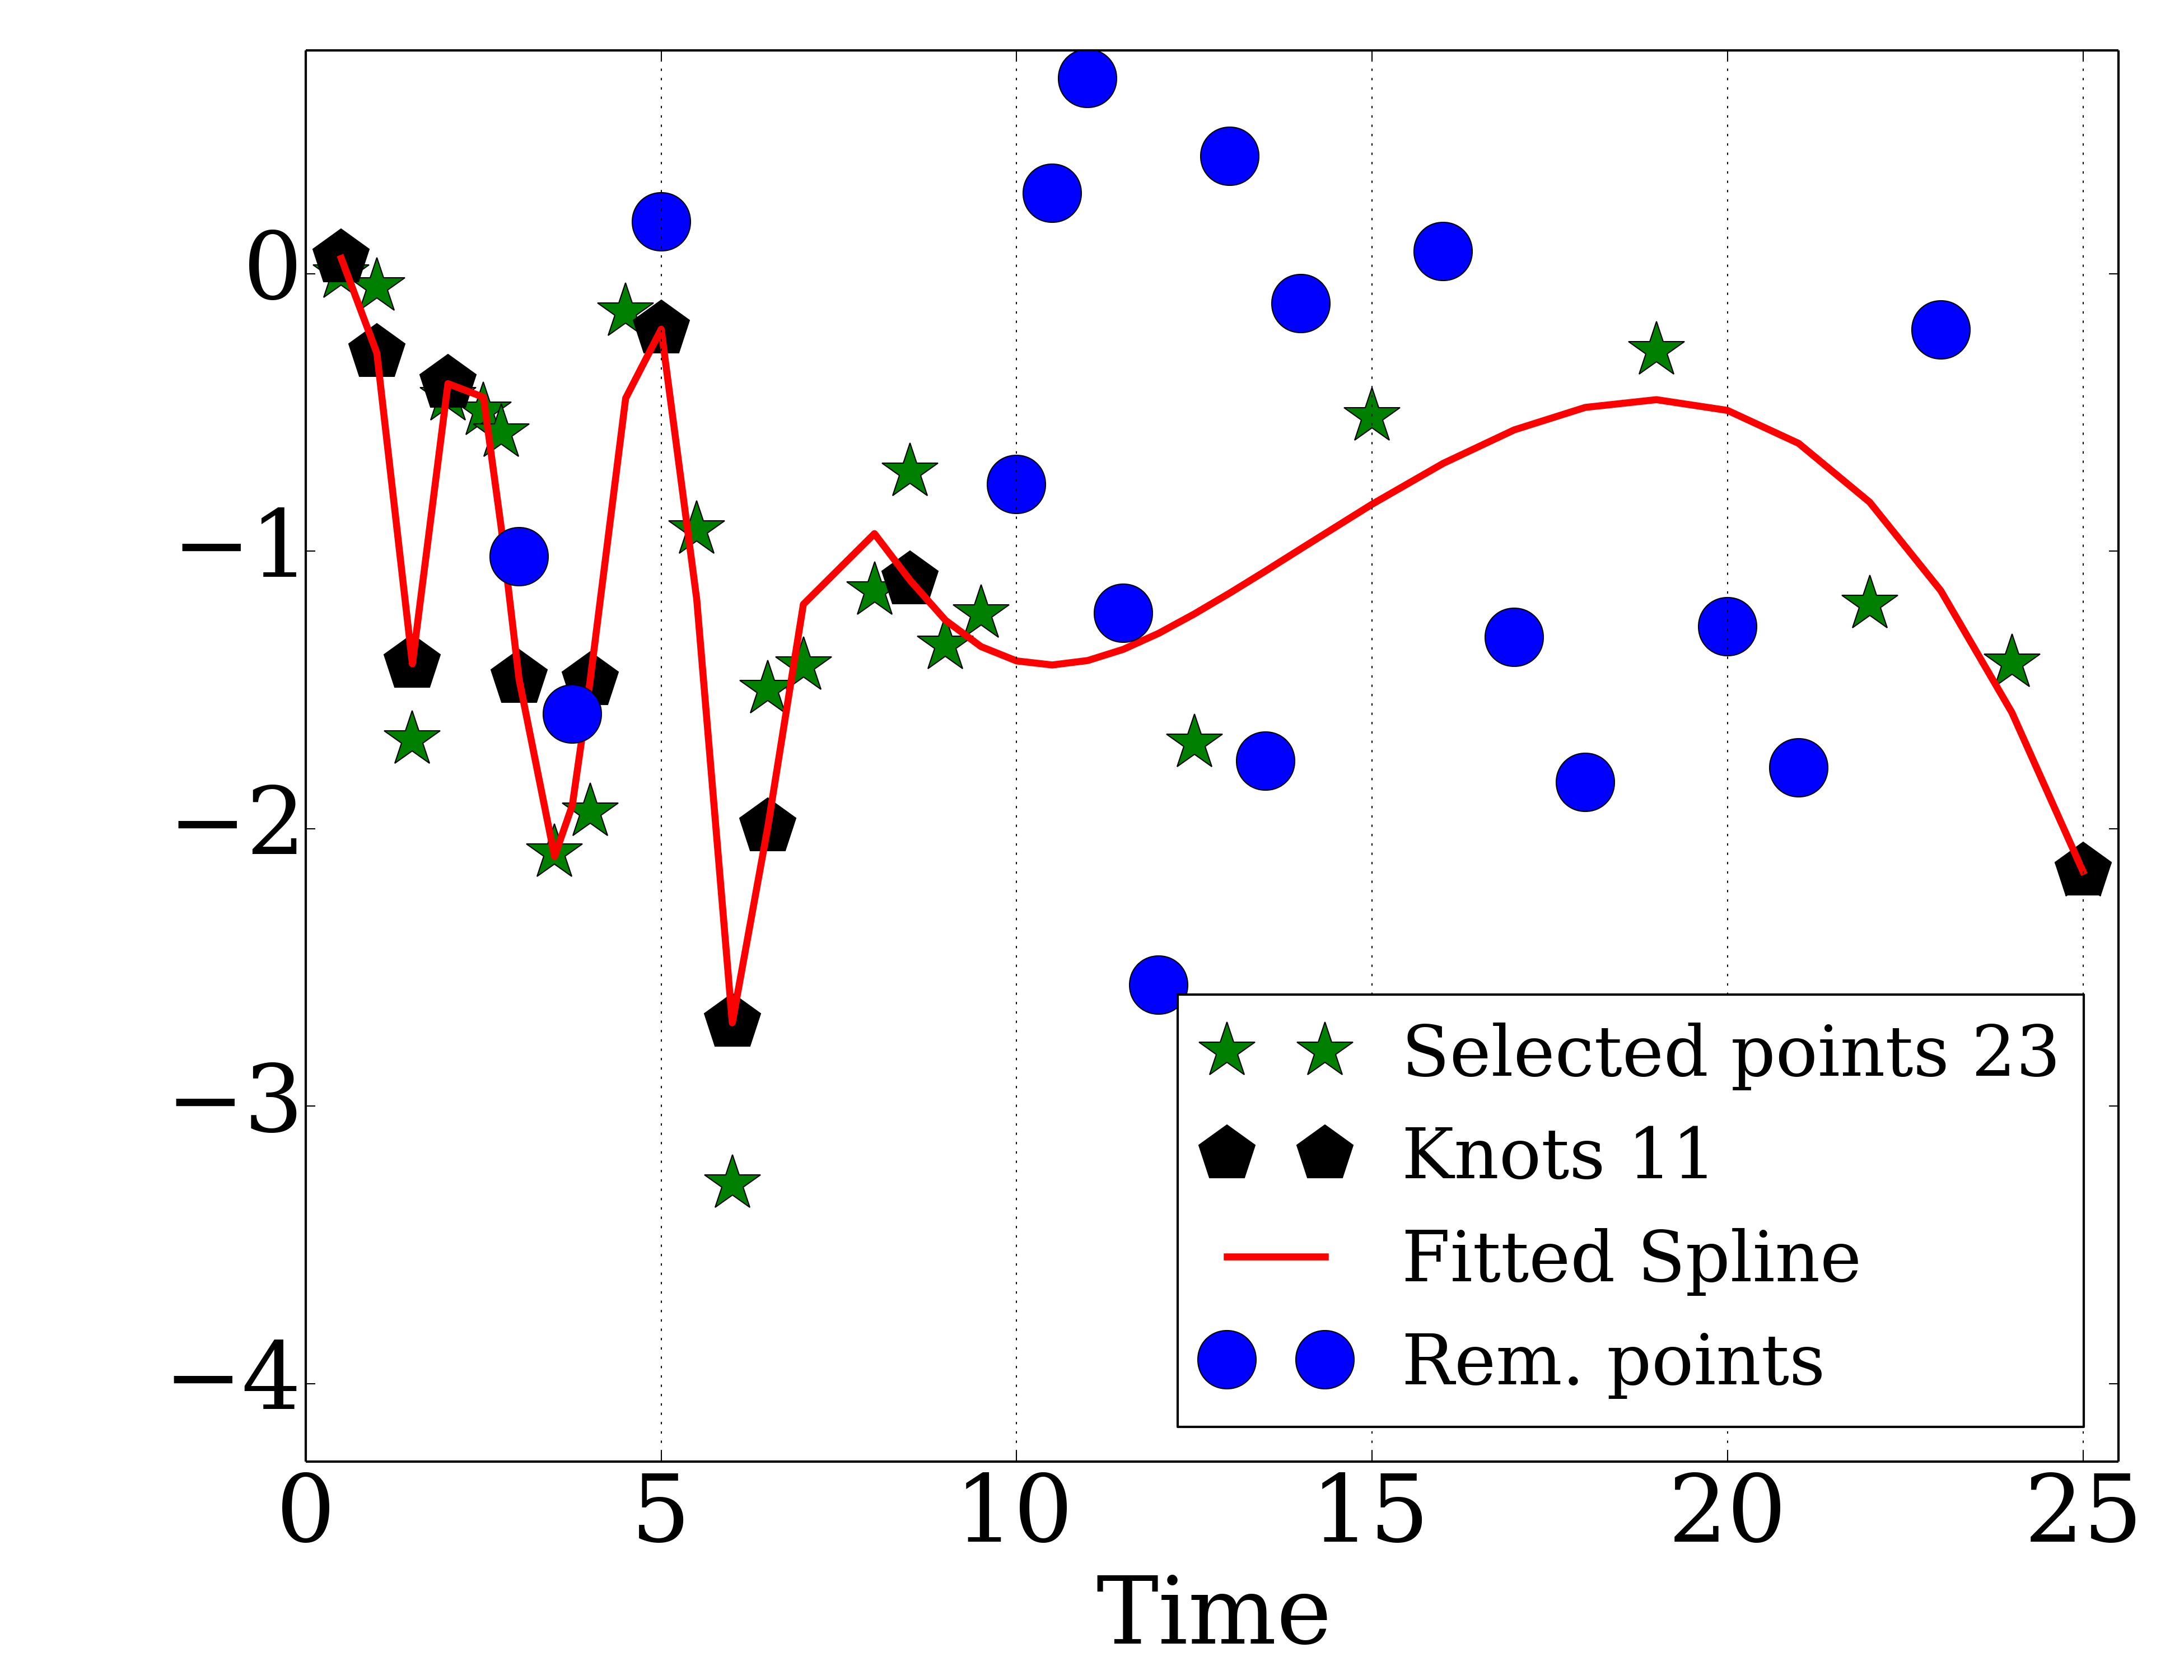 0
−1
−2
−3
−4
Selected points 23
Knots 11
Fitted Spline
Rem. points
0 5 10 15 20 25
Time